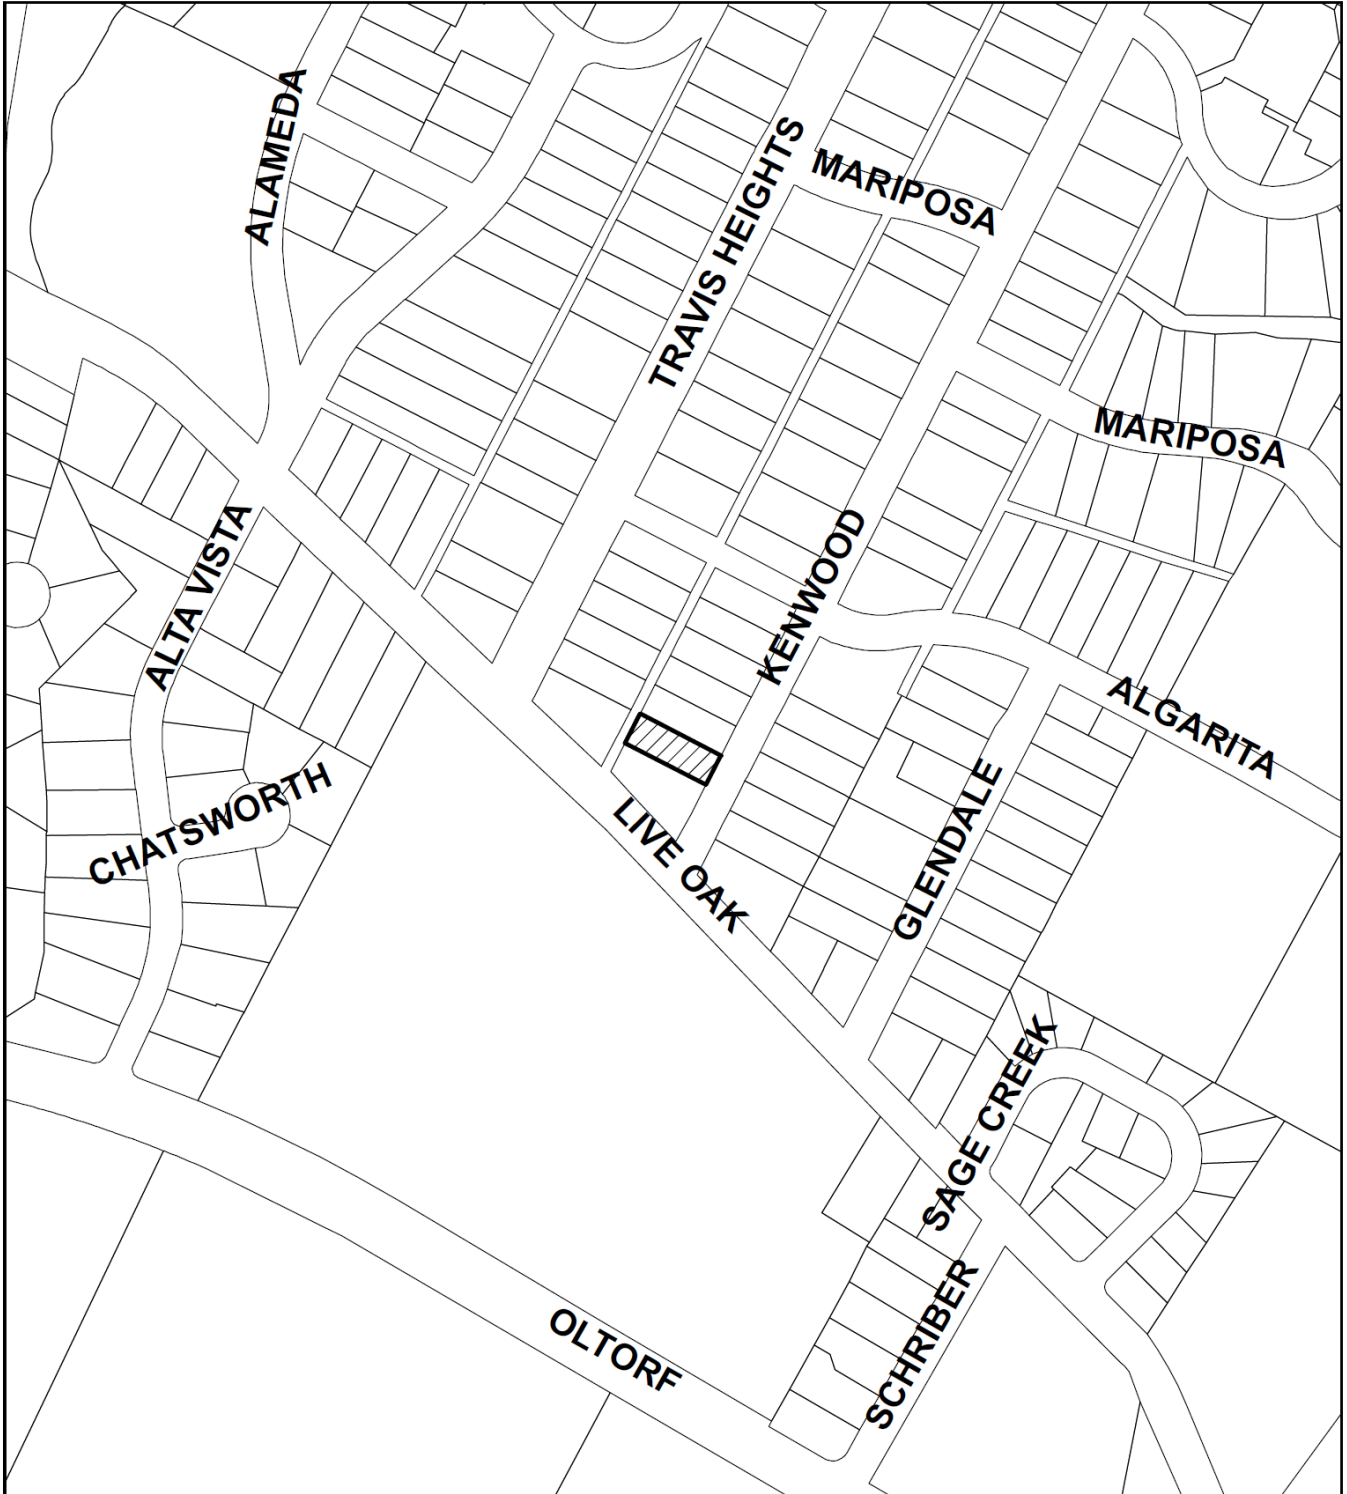 ALAMEDA
TRAVIS HEIGHTS
MARIPOSA
MARIPOSA
ALTA VISTA
KENWOOD
ALGARITA
CHATSWORTH
LIVE OAK
GLENDALE
SAGE CREEK
SCHRIBER
OLTORF